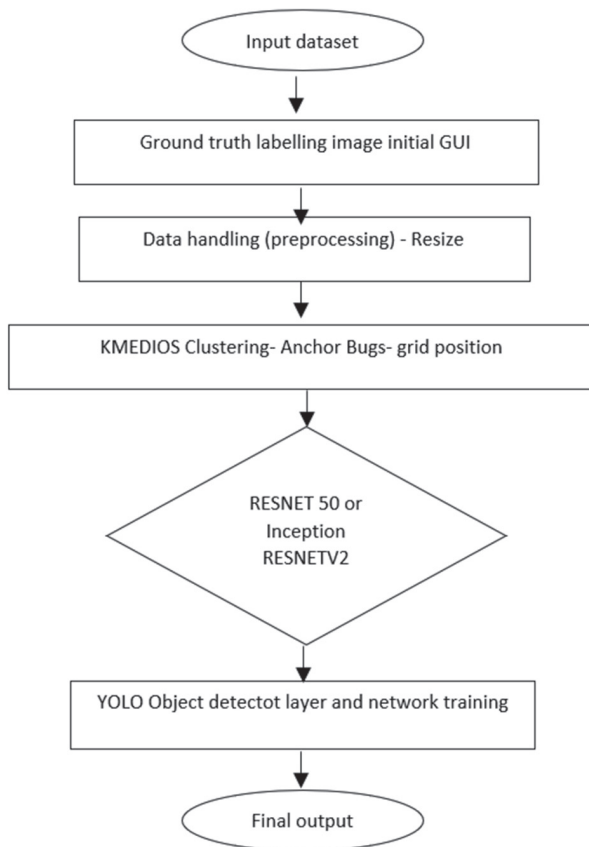 Input dataset
Ground truth labelling image initial GUI
Data handling (preprocessing) - Resize
KMEDIOS Clustering- Anchor Bugs- grid position
RESNET 50 or
Inception
RESNETV2
YOLO Object detectot layer and network training
Final output